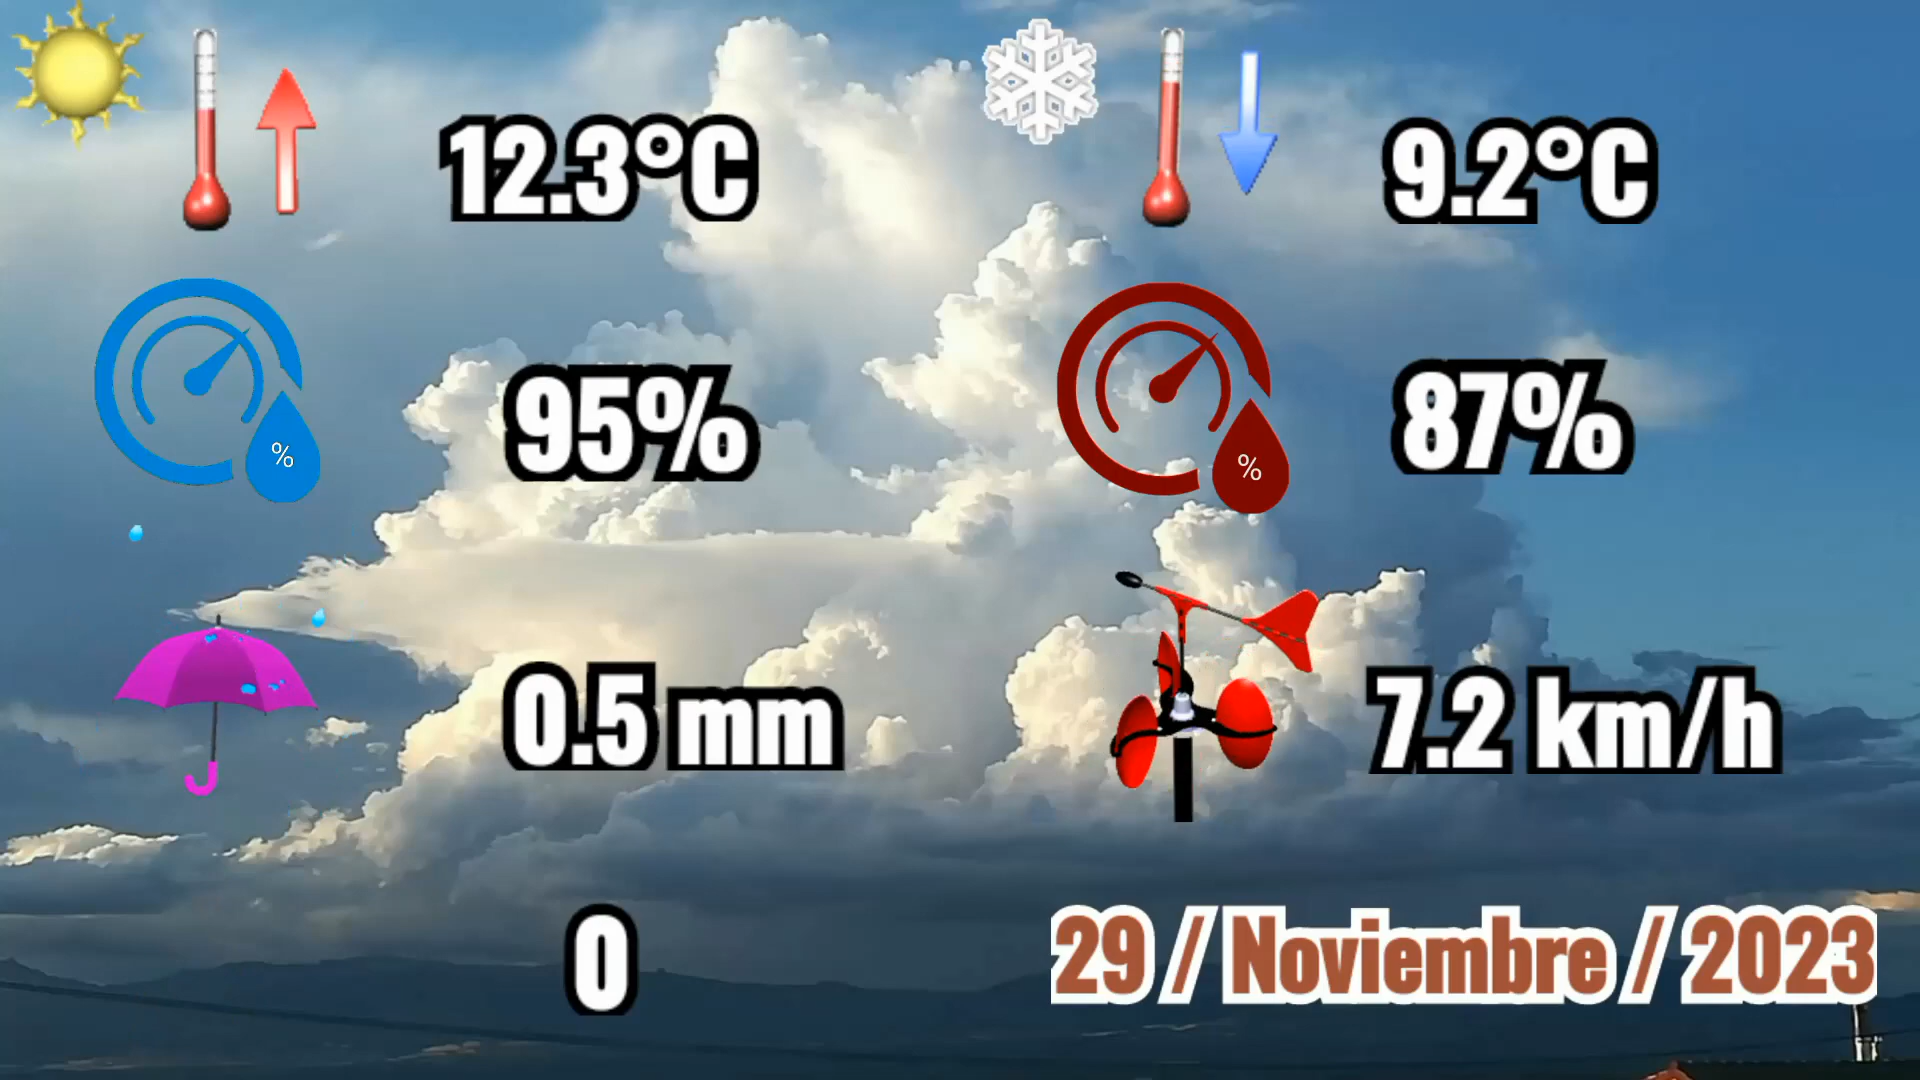 12.3°C
9.2°C
95%
%
87%
%
0.5 mm
7.2 km/h
0
29 / Noviembre / 2023